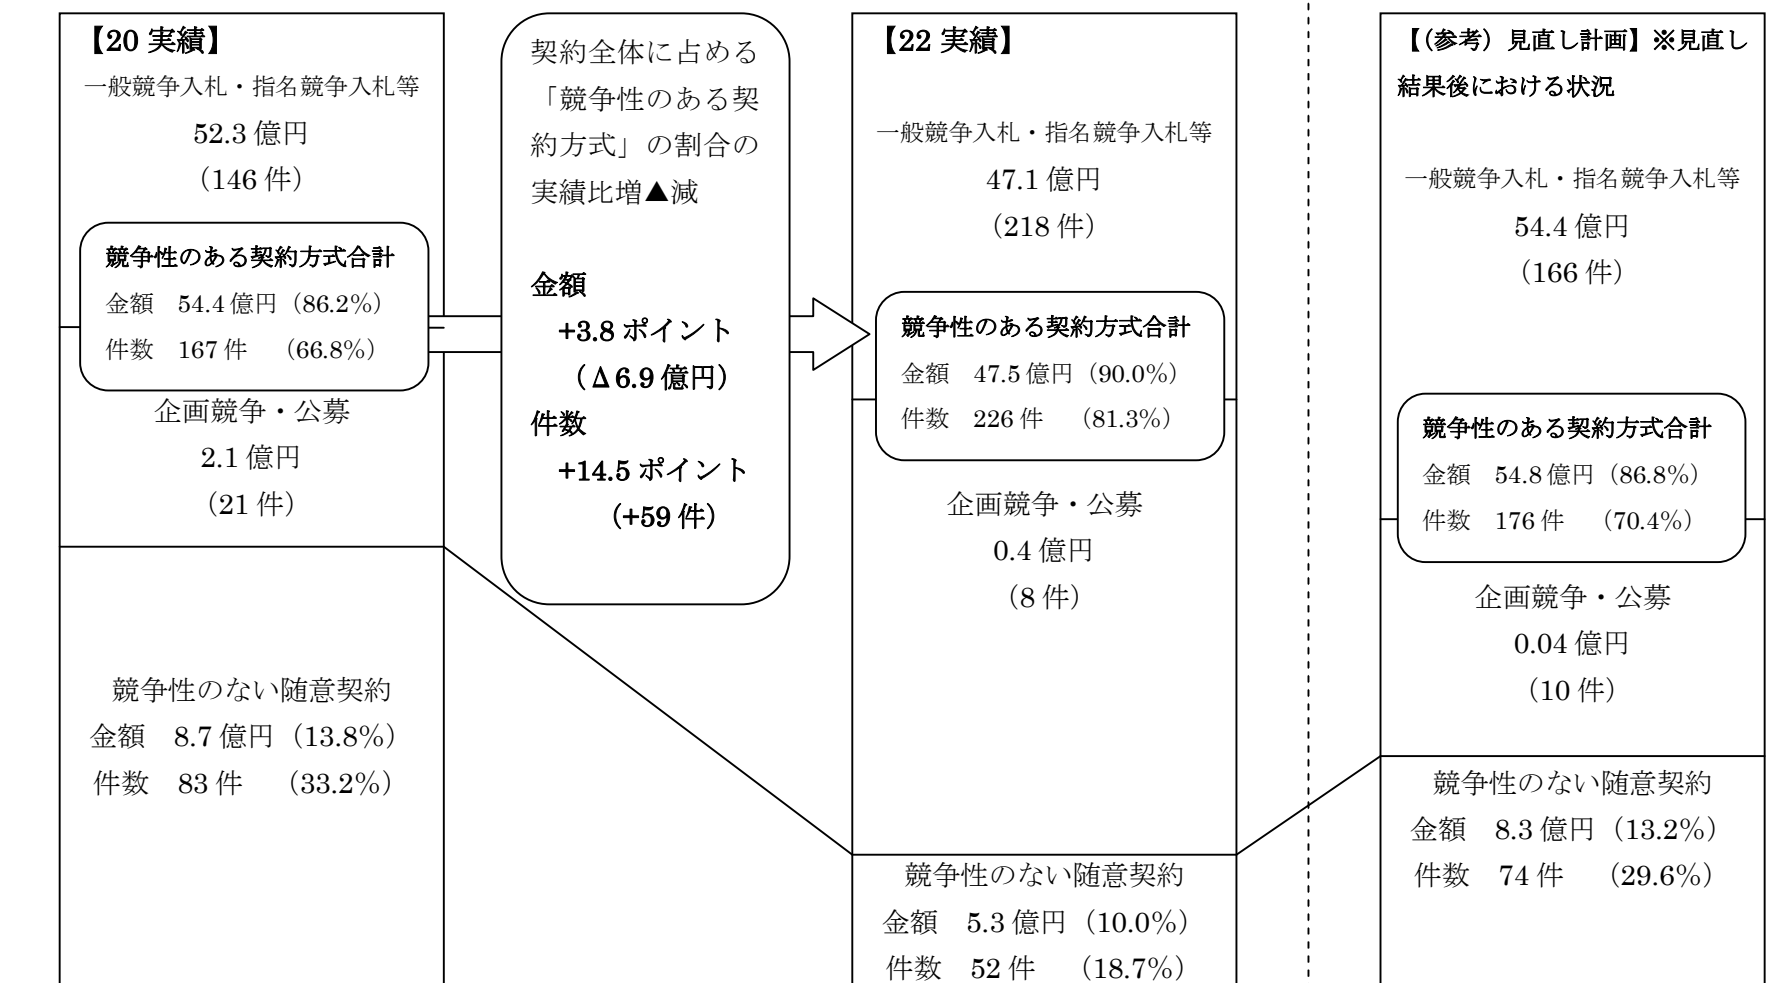 【20 実績】
一般競争入札・指名競争入札等
52.3 億円
（146 件）
競争性のある契約方式合計
金額　54.4 億円（86.2%）
件数　167 件　（66.8%）
企画競争・公募
2.1 億円
（21 件）
競争性のない随意契約
金額　8.7 億円（13.8%）
件数　83 件　（33.2%）
契約全体に占める
「競争性のある契
約方式」の割合の
実績比増▲減
金額
+3.8 ポイント
（Δ6.9 億円）
件数
+14.5 ポイント
（+59 件）
【22 実績】
一般競争入札・指名競争入札等
47.1 億円
（218 件）
競争性のある契約方式合計
金額　47.5 億円（90.0%）
件数　226 件　（81.3%）
企画競争・公募
0.4 億円
（8 件）
競争性のない随意契約
金額　5.3 億円（10.0%）
件数　52 件　（18.7%）
【（参考）見直し計画】※見直し
結果後における状況
一般競争入札・指名競争入札等
54.4 億円
（166 件）
競争性のある契約方式合計
金額　54.8 億円（86.8%）
件数　176 件　（70.4%）
企画競争・公募
0.04 億円
（10 件）
競争性のない随意契約
金額　8.3 億円（13.2%）
件数　74 件　（29.6%）